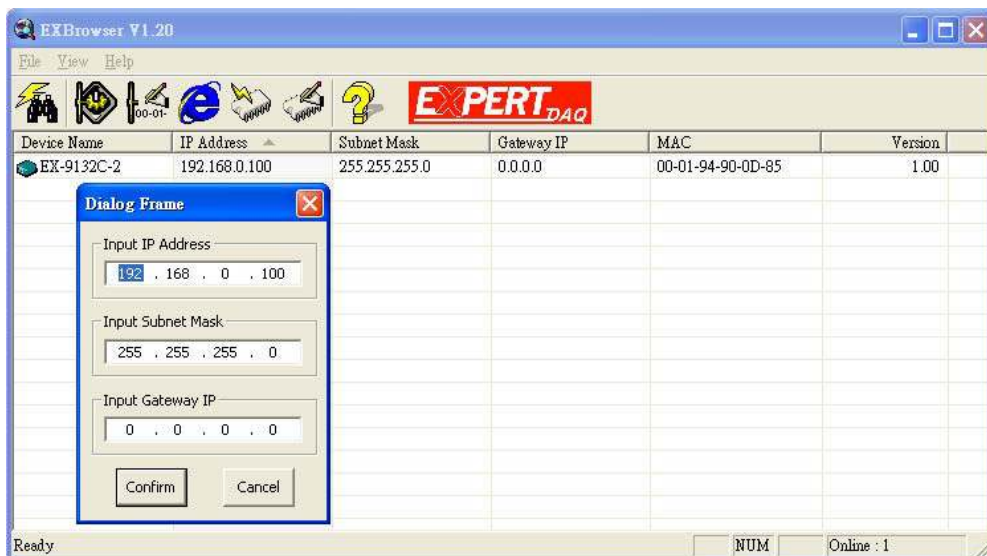 EXBrowser V1.20
File View Help
00-01-
EXPERT DAQ
Device Name IP Address Subnet Mask Gateway IP MAC Version
EX-9132C-2 192.168.0.100 255.255.255.0 0.0.0.0 00-01-94-90-0D-85 1.00
Dialog Frame
Input IP Address
192 . 168 . 0 . 100
Input Subnet Mask
255 . 255 . 255 . 0
Input Gateway IP
0 . 0 . 0 . 0
Confirm Cancel
Ready NUM Online : 1